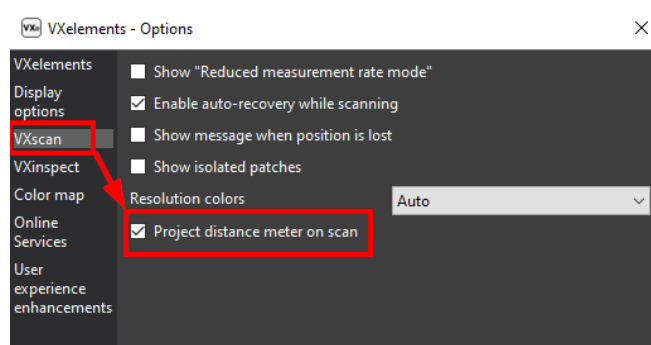 VXe VXelements - Options
VXelements
Display
options
VXscan
VXinspect
Color map
Online
Services
User
experience
enhancements
Show "Reduced measurement rate mode"
Enable auto-recovery while scanning
Show message when position is lost
Show isolated patches
Resolution colors Auto
Project distance meter on scan